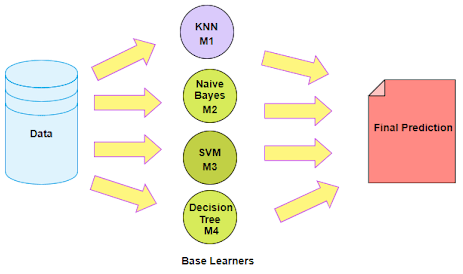 KNN
M1
Naive
Bayes
M2
Data
Final Prediction
SVM
M3
Decision
Tree
M4
Base Learners